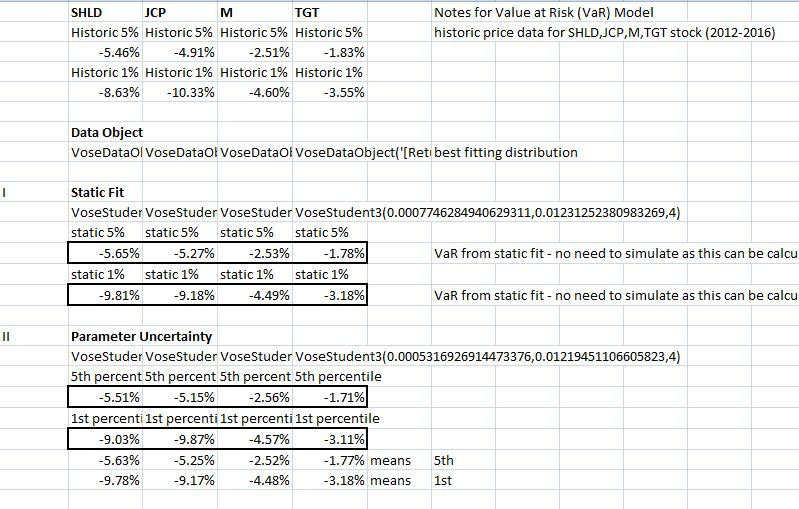 SHLD JCP M TGT Notes for Value at Risk (VaR) Model
Historic 5% Historic 5% Historic 5% Historic 5% historic price data for SHLD,JCP,M,TGT stock (2012-2016)
-5.46% -4.91% -2.51% -1.83%
Historic 1% Historic 1% Historic 1% Historic 1%
-8.63% -10.33% -4.60% -3.55%
Data Object
VoseDataOl VoseDataOl VoseDataOl VoseDataObject('[Retu best fitting distribution
I Static Fit
VoseStuder VoseStuder VoseStuder VoseStudent3(0.0007746284940629311,0.01231252380983269,4)
static 5% static 5% static 5% static 5%
-5.65% -5.27% -2.53% -1.78% VaR from static fit - no need to simulate as this can be calcu
static 1% static 1% static 1% static 1%
-9.81% -9.18% -4.49% -3.18% VaR from static fit - no need to simulate as this can be calcu
II Parameter Uncertainty
VoseStuder VoseStuder VoseStuder VoseStudent3(0.0005316926914473376,0.01219451106605823,4)
5th percent 5th percent 5th percent 5th percentile
-5.51% -5.15% -2.56% -1.71%
1st percenti 1st percenti 1st percenti 1st percentile
-9.03% -9.87% -4.57% -3.11%
-5.63% -5.25% -2.52% -1.77% means 5th
-9.78% -9.17% -4.48% -3.18% means 1st